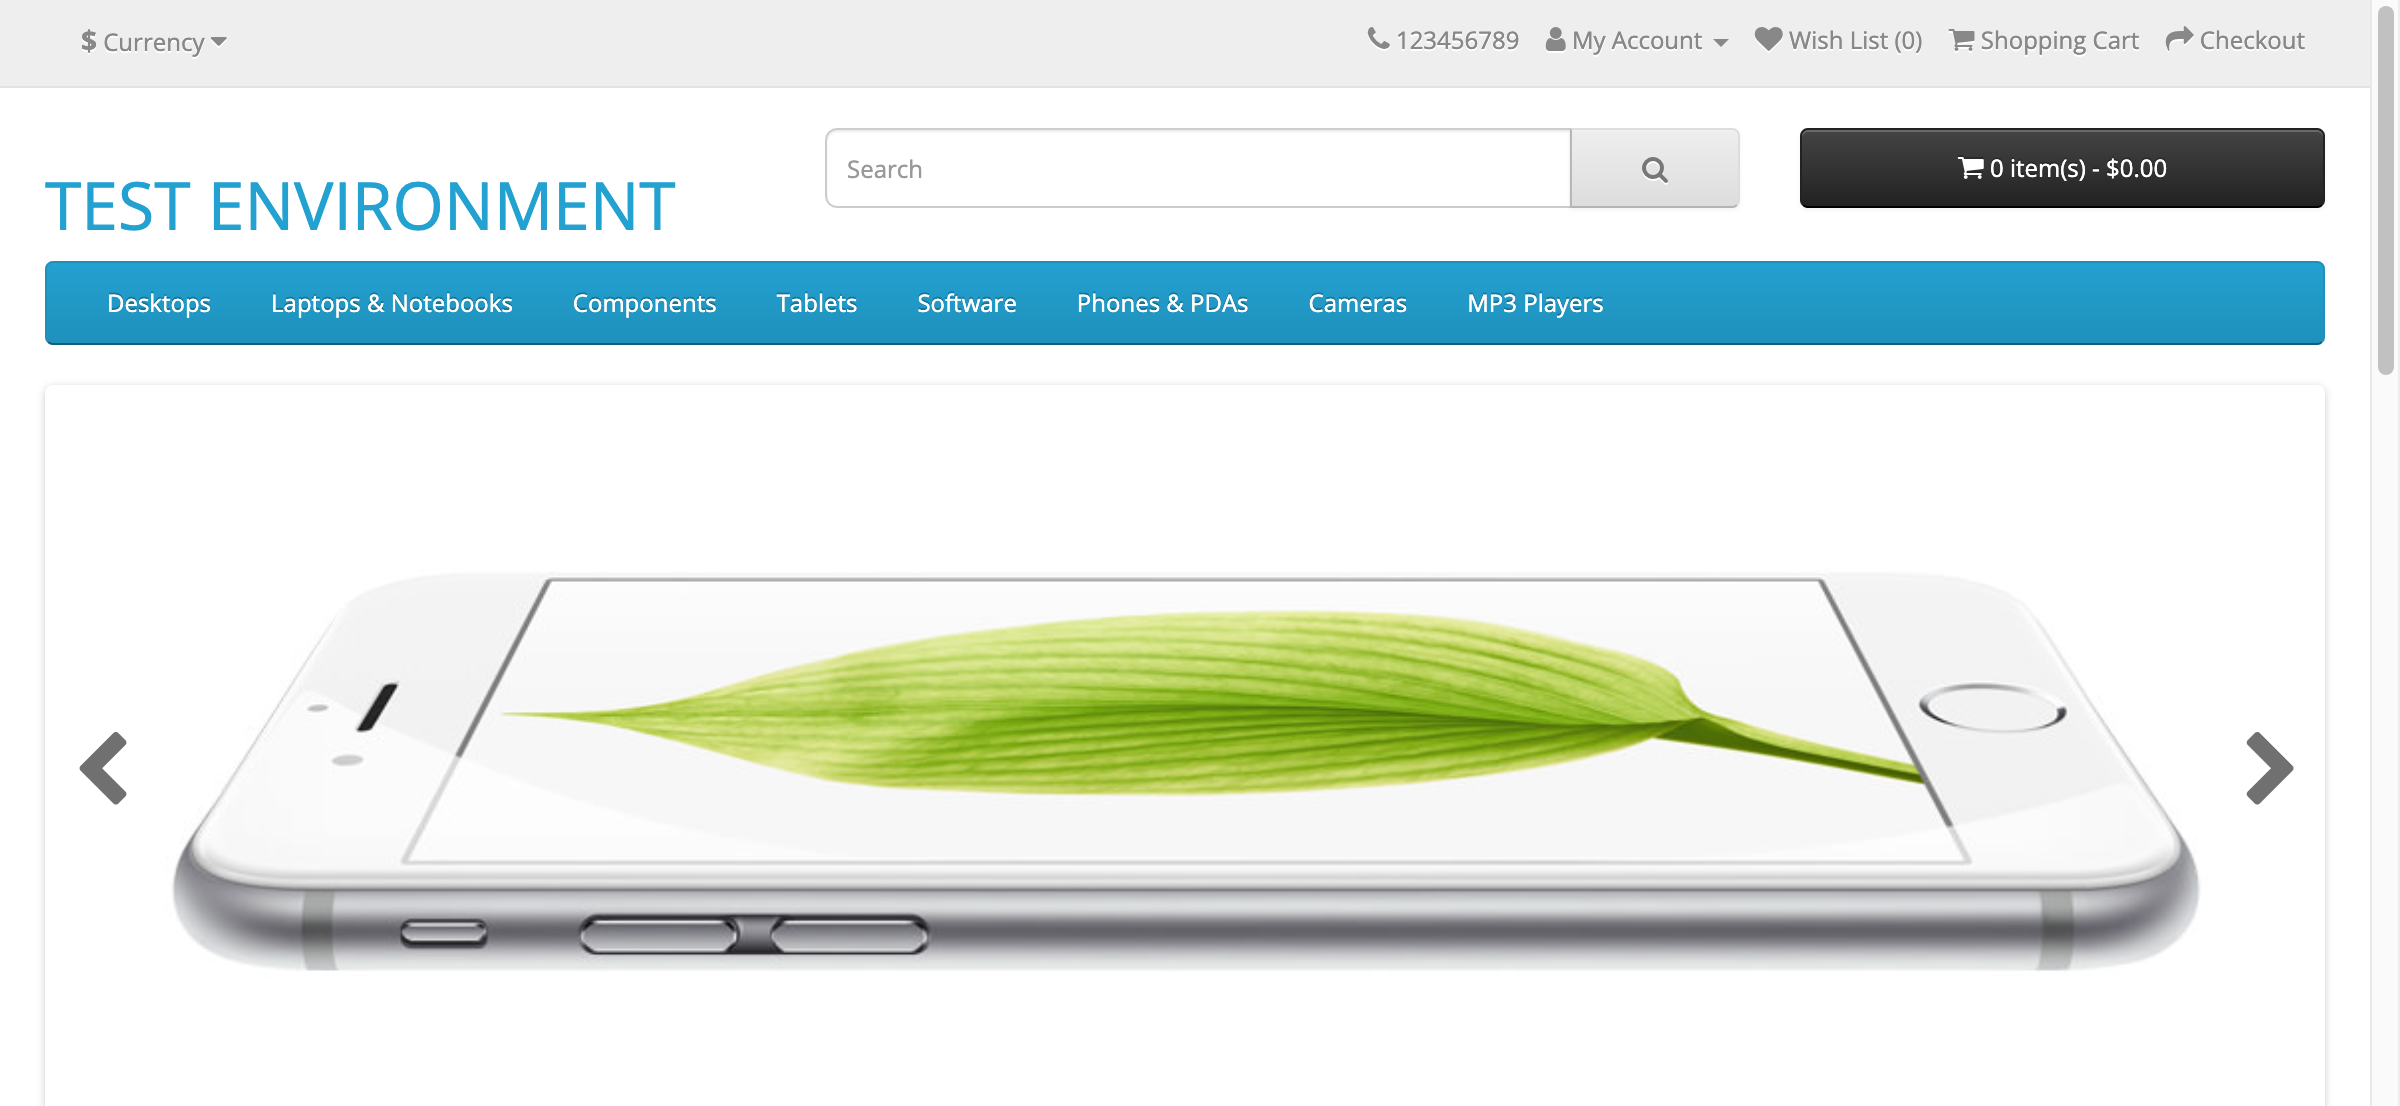 $ Currency
123456789 My Account Wish List (0) Shopping Cart Checkout
TEST ENVIRONMENT
Search
0 item(s) - $0.00
Desktops Laptops & Notebooks Components Tablets Software Phones & PDAs Cameras MP3 Players